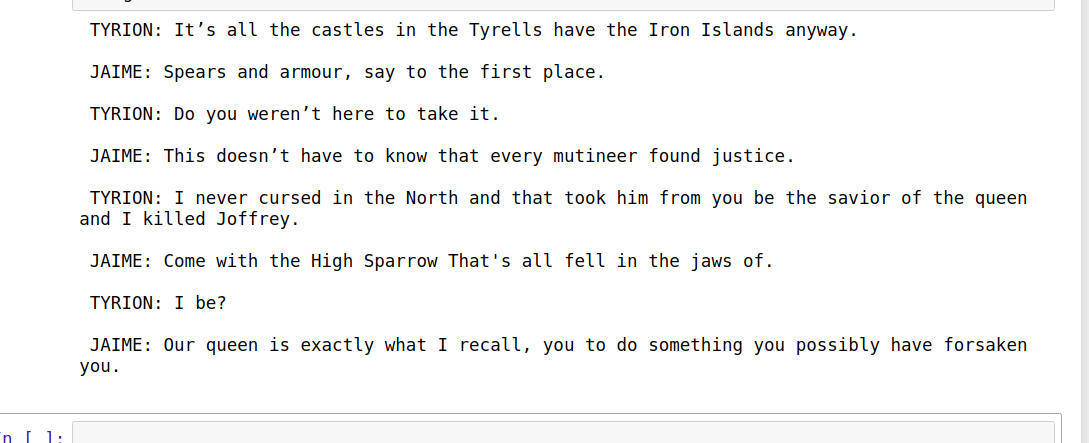 TYRION: It’s all the castles in the Tyrells have the Iron Islands anyway.
JAIME: Spears and armour, say to the first place.
TYRION: Do you weren’t here to take it.
JAIME: This doesn’t have to know that every mutineer found justice.
TYRION: I never cursed in the North and that took him from you be the savior of the queen
and I killed Joffrey.
JAIME: Come with the High Sparrow That's all fell in the jaws of.
TYRION: I be?
JAIME: Our queen is exactly what I recall, you to do something you possibly have forsaken
you.
n [ ]: